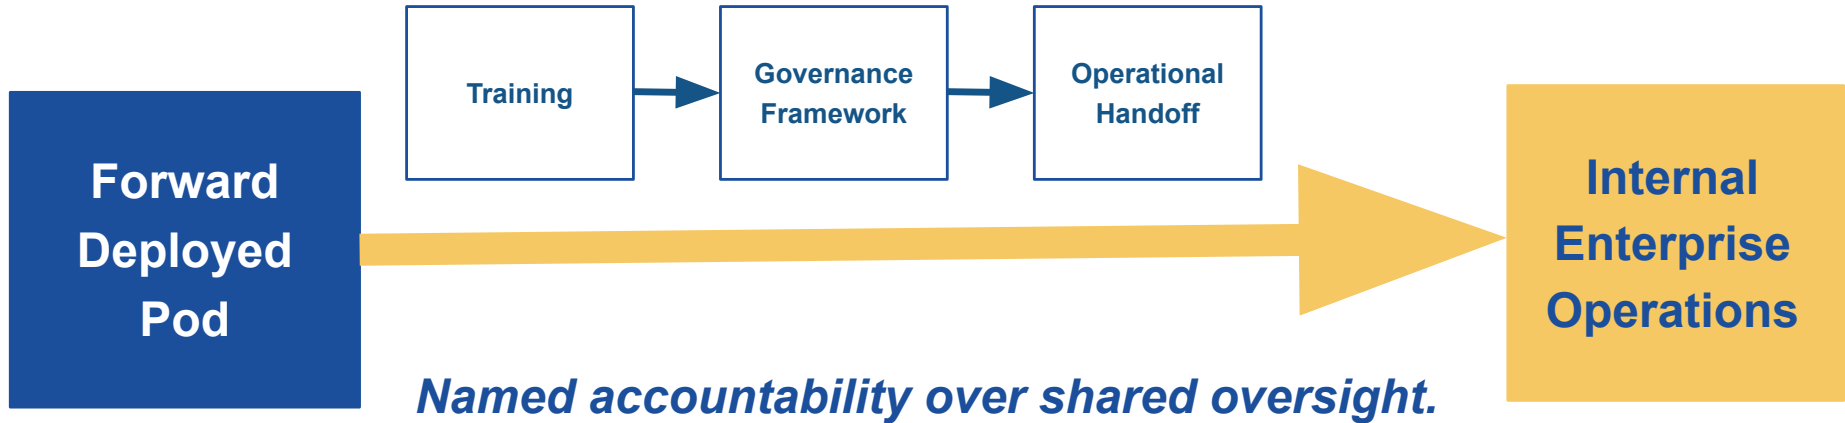 Forward
Deployed
Pod
Training
Governance
Framework
Operational
Handoff
Internal
Enterprise
Operations
Named accountability over shared oversight.